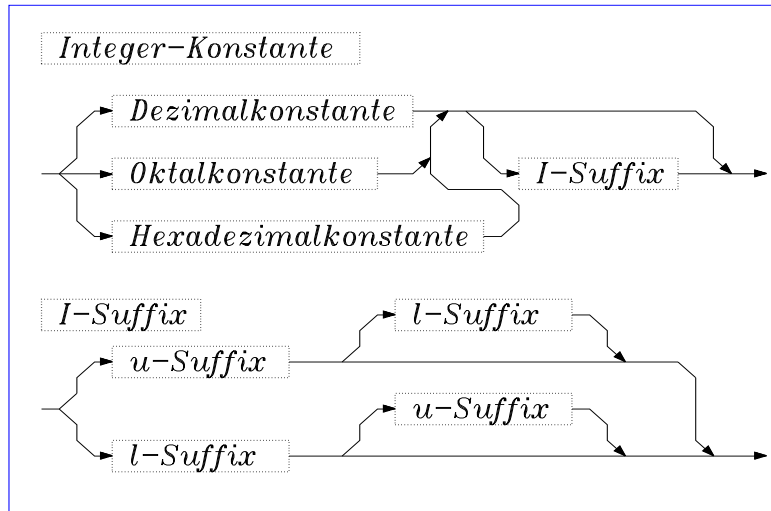 Integer-Konstante
Dezimalkonstante
Oktalkonstante
I-Suffix
Hexadezimalkonstante
I-Suffix
l-Suffix
u-Suffix
u-Suffix
l-Suffix